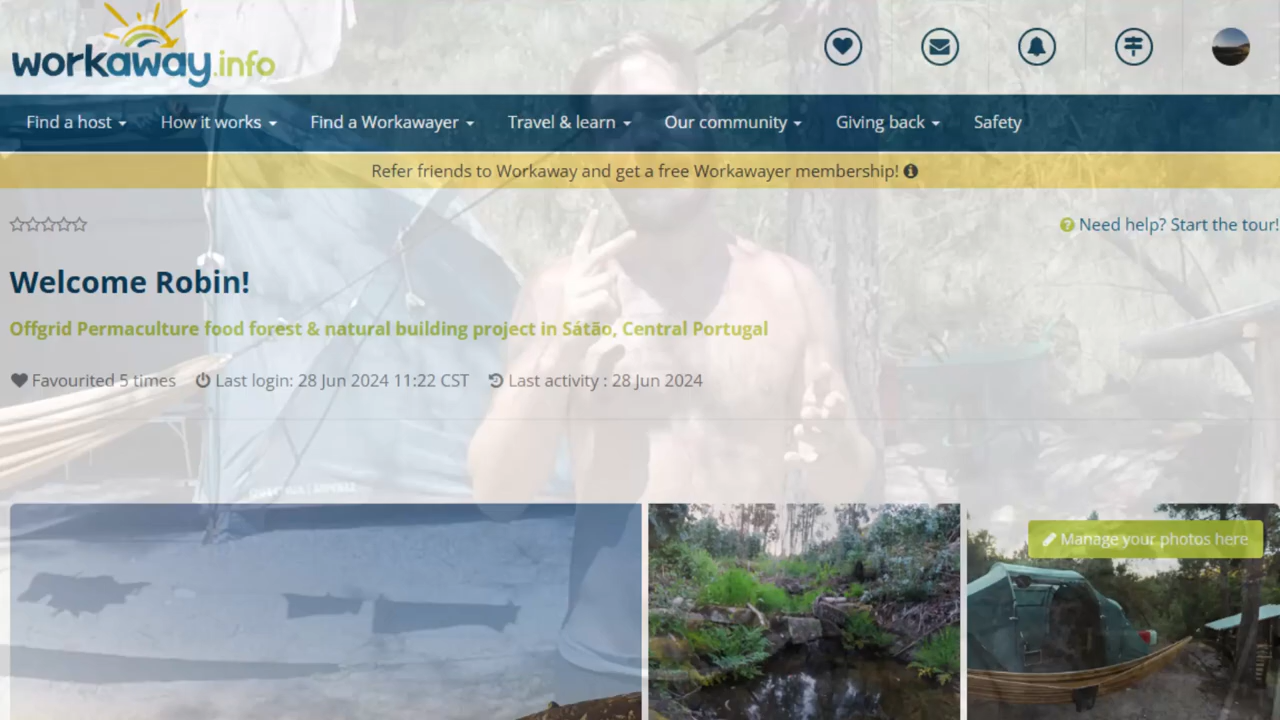 workaway.info
Find a host How it works Find a Workawayer Travel & learn Our community Giving back Safety
Refer friends to Workaway and get a free Workawayer membership!
Need help? Start the tour!
Welcome Robin!
Offgrid Permaculture food forest & natural building project in Sátão, Central Portugal
Favourited 5 times Last login: 28 Jun 2024 11:22 CST Last activity : 28 Jun 2024
Manage your photos here